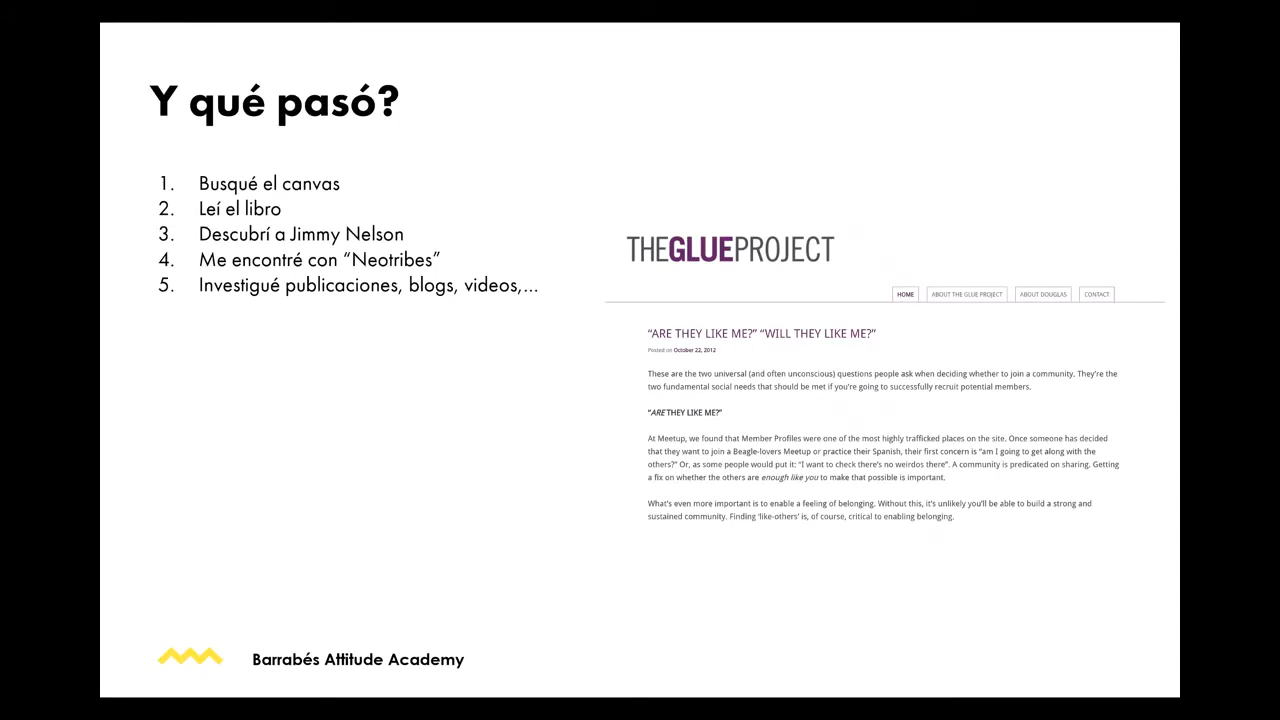 Y qué pasó?
1. Busqué el canvas
2. Leí el libro
3. Descubrí a Jimmy Nelson
4. Me encontré con “Neotribes”
5. Investigué publicaciones, blogs, videos,...
THEGLUEPROJECT
HOME ABOUT THE GLUE PROJECT ABOUT DOUGLAS CONTACT
“ARE THEY LIKE ME?” “WILL THEY LIKE ME?”
Posted on October 22, 2012
These are the two universal (and often unconscious) questions people ask when deciding whether to join a community. They’re the
two fundamental social needs that should be met if you’re going to successfully recruit potential members.
“ARE THEY LIKE ME?”
At Meetup, we found that Member Profiles were one of the most highly trafficked places on the site. Once someone has decided
that they want to join a Beagle-lovers Meetup or practice their Spanish, their first concern is “am I going to get along with the
others?” Or, as some people would put it: “I want to check there’s no weirdos there”. A community is predicated on sharing. Getting
a fix on whether the others are enough like you to make that possible is important.
What’s even more important is to enable a feeling of belonging. Without this, it’s unlikely you’ll be able to build a strong and
sustained community. Finding ‘like-others’ is, of course, critical to enabling belonging.
Barrabés Attitude Academy